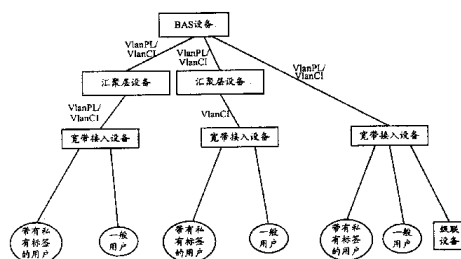 BAS设备
VlanPL/
VlanCI
VlanPL/
VlanCI
VlanPL/
VlanCI
汇聚层设备
汇聚层设备
VlanPL/
VlanCI
VlanCI
宽带接入设备
宽带接入设备
宽带接入设备
带有私
有标签
的用户
一般
用户
带有私
有标签
的用户
一般
用户
带有私
有标签
的用户
一般
用户
级联
设备